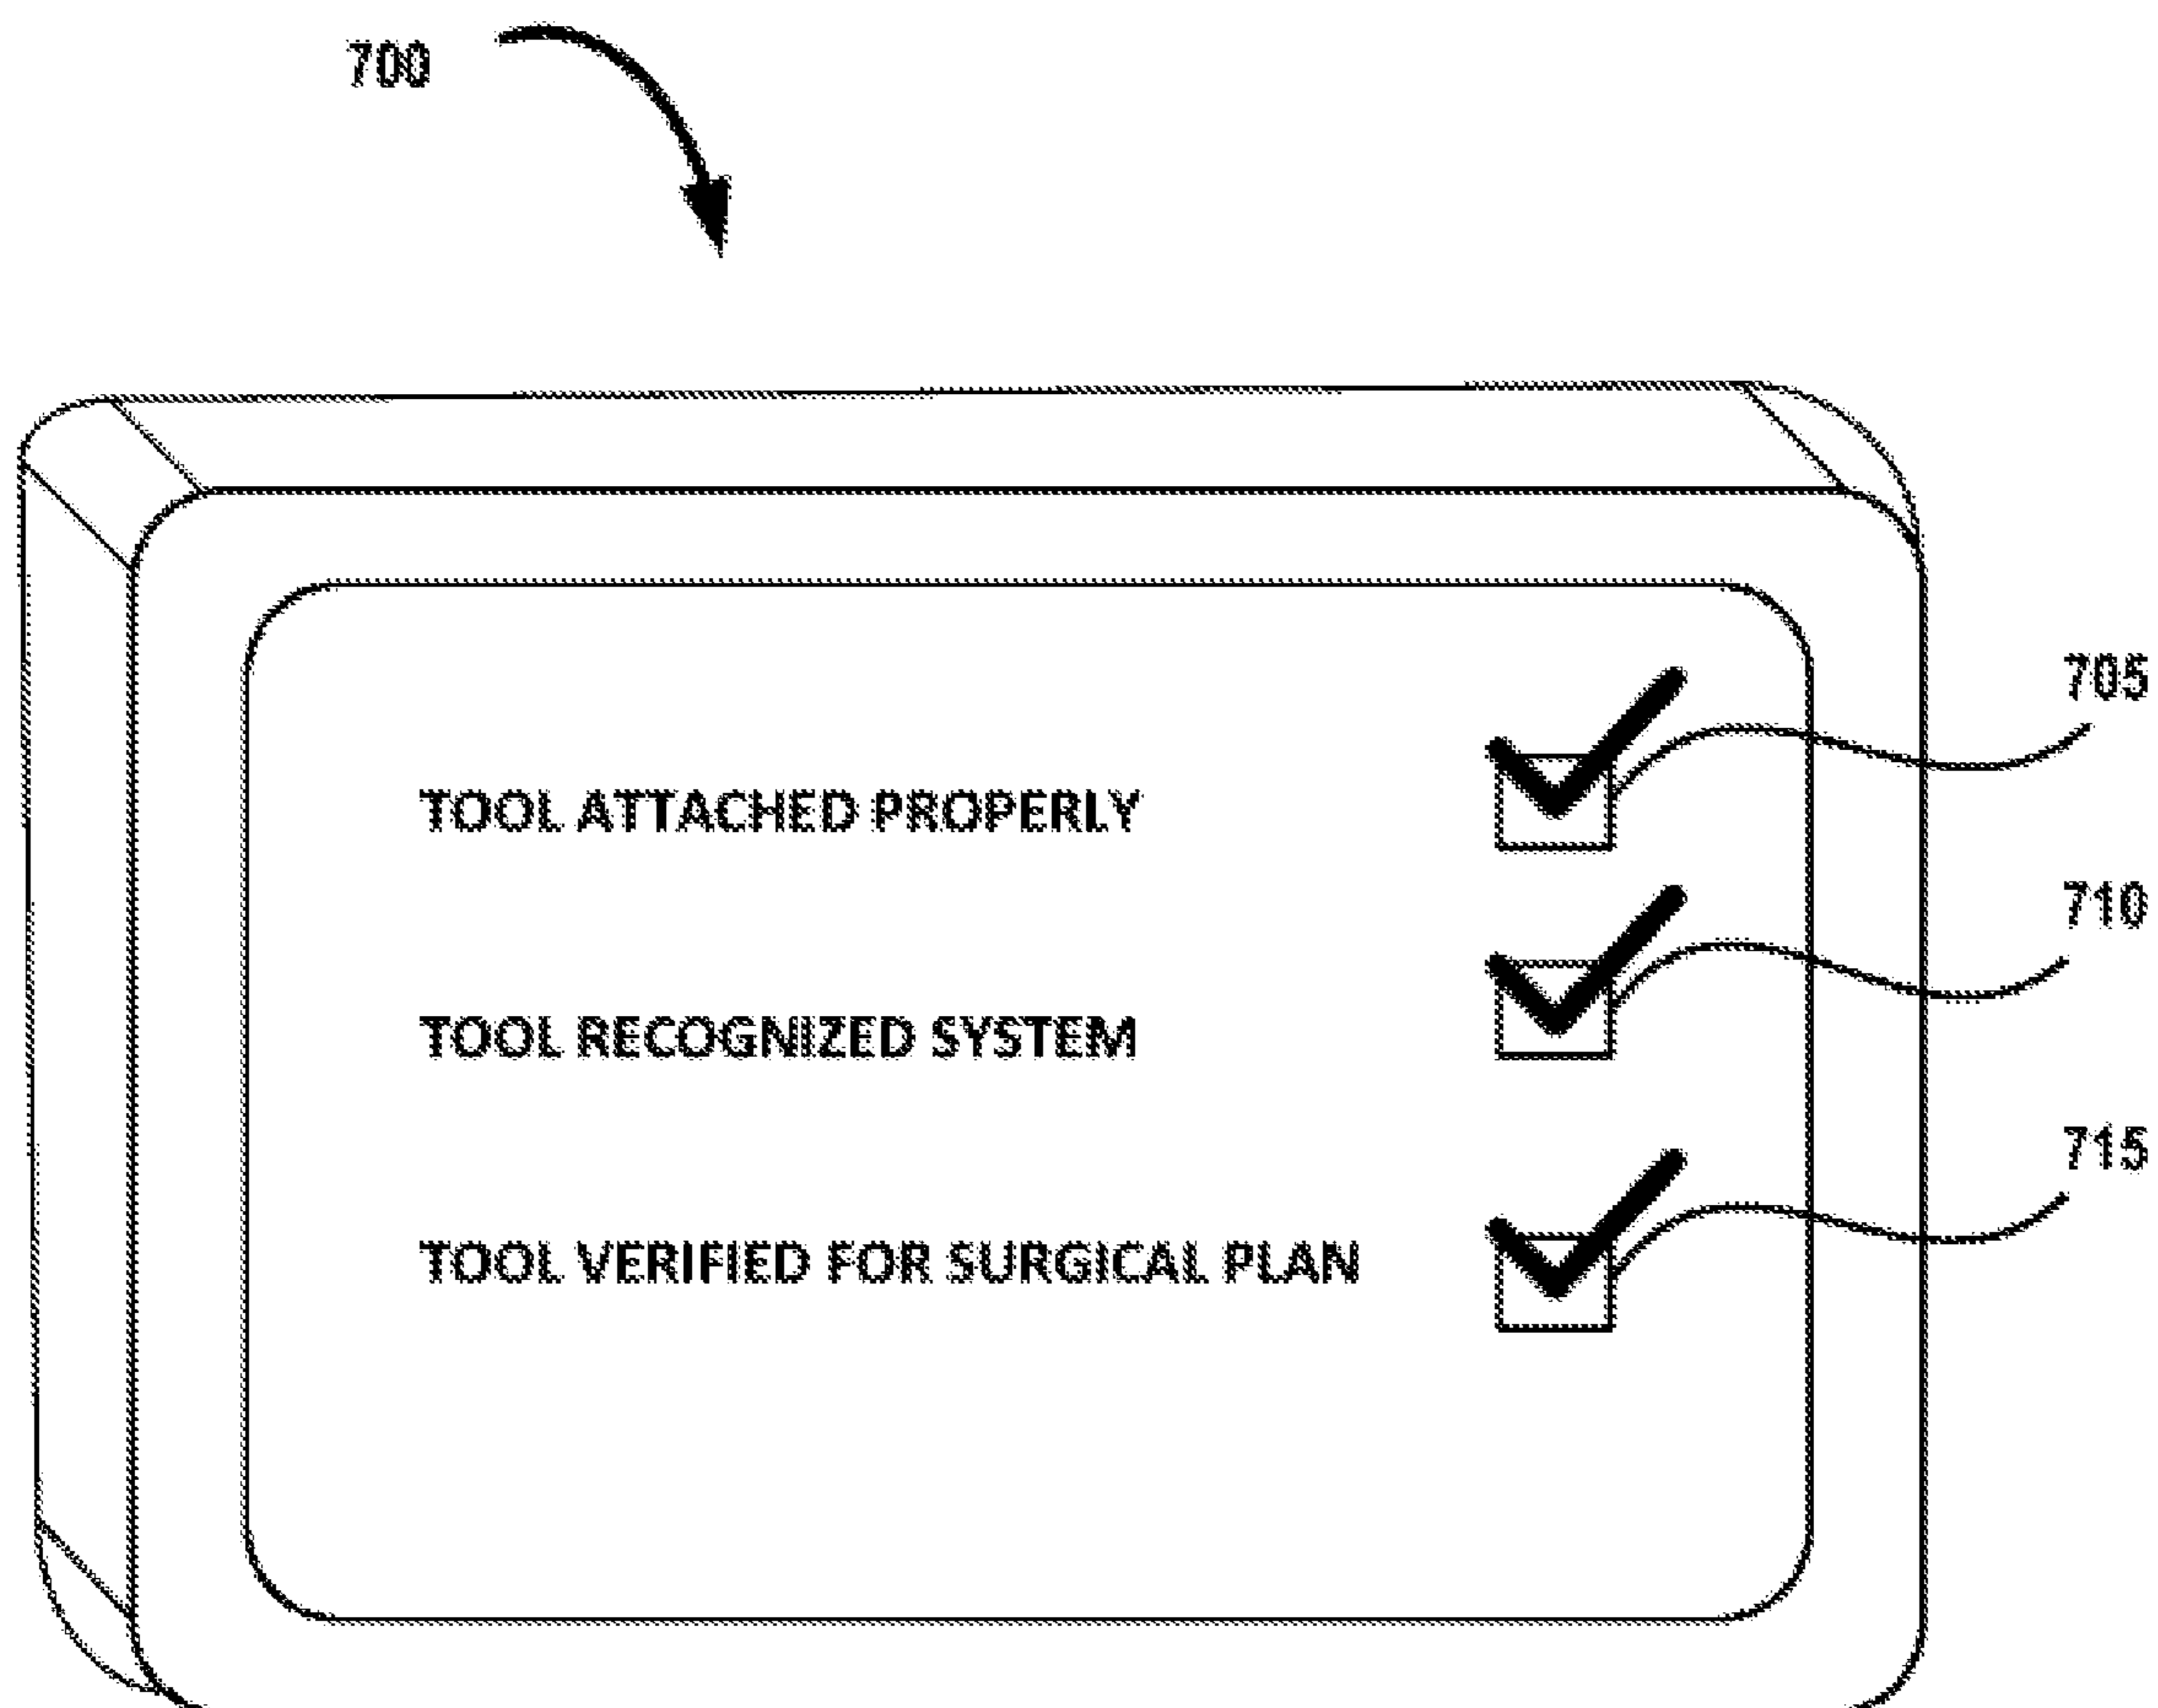 700
705
TOOL ATTACHED PROPERLY
710
TOOL RECOGNIZED SYSTEM
715
TOOL VERIFIED FOR SURGICAL PLAN